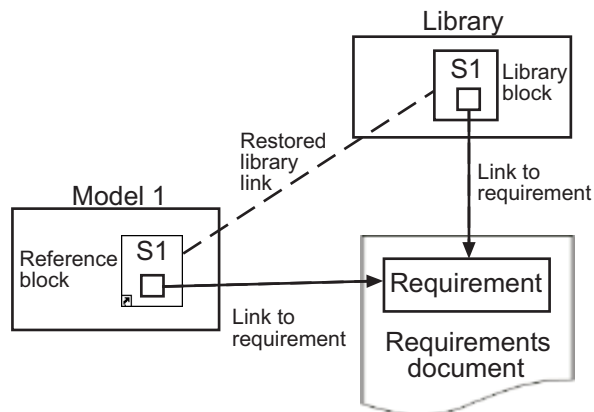 Library
S1
Library
block
Restored
library
link
Link to
requirement
Model 1
S1
Reference
block
Requirement
Link to
requirement
Requirements
document